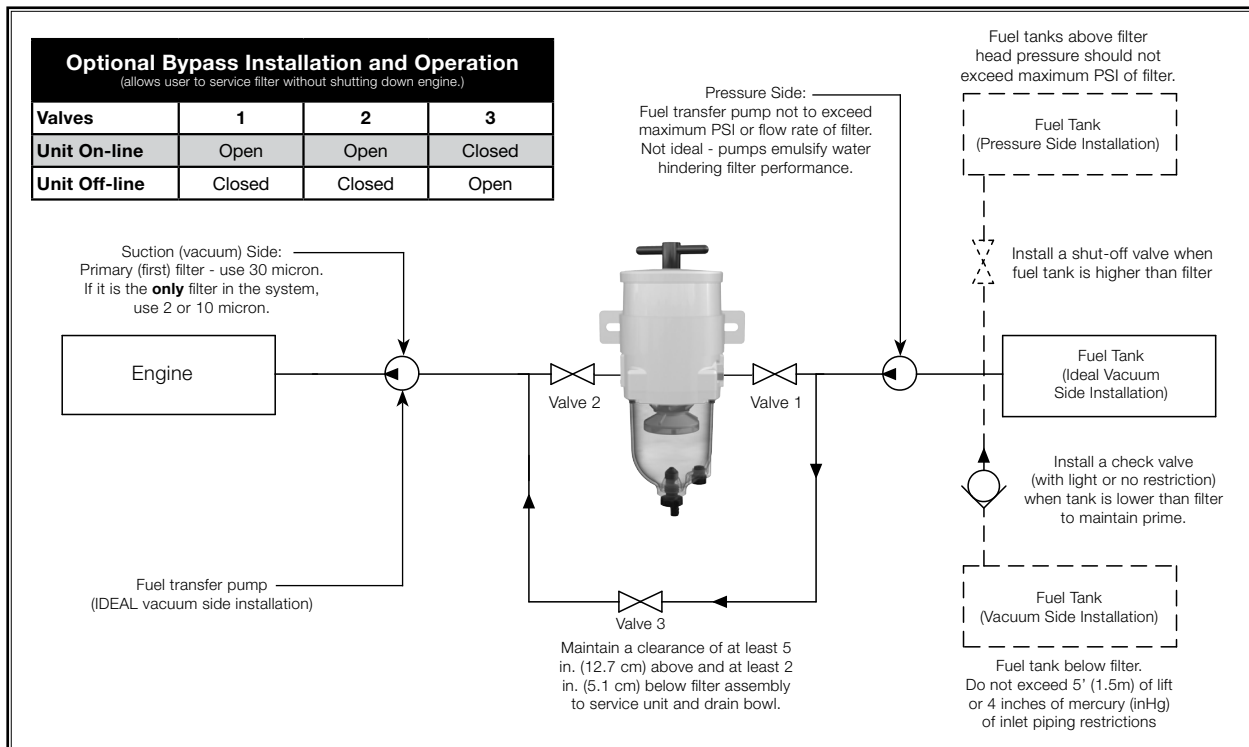 Optional Bypass Installation and Operation
(allows user to service filter without shutting down engine.)
Valves 1 2 3
Unit On-line Open Open Closed
Unit Off-line Closed Closed Open
Fuel tanks above filter
head pressure should not
exceed maximum PSI of filter.
Pressure Side:
Fuel transfer pump not to exceed
maximum PSI or flow rate of filter.
Not ideal - pumps emulsify water
hindering filter performance.
Fuel Tank
(Pressure Side Installation)
Suction (vacuum) Side:
Primary (first) filter - use 30 micron.
If it is the only filter in the system,
use 2 or 10 micron.
Install a shut-off valve when
fuel tank is higher than filter
Engine
Valve 2
Valve 1
Fuel Tank
(Ideal Vacuum
Side Installation)
Install a check valve
(with light or no restriction)
when tank is lower than filter
to maintain prime.
Fuel transfer pump
(IDEAL vacuum side installation)
Valve 3
Fuel Tank
(Vacuum Side Installation)
Maintain a clearance of at least 5
in. (12.7 cm) above and at least 2
in. (5.1 cm) below filter assembly
to service unit and drain bowl.
Fuel tank below filter.
Do not exceed 5' (1.5m) of lift
or 4 inches of mercury (inHg)
of inlet piping restrictions